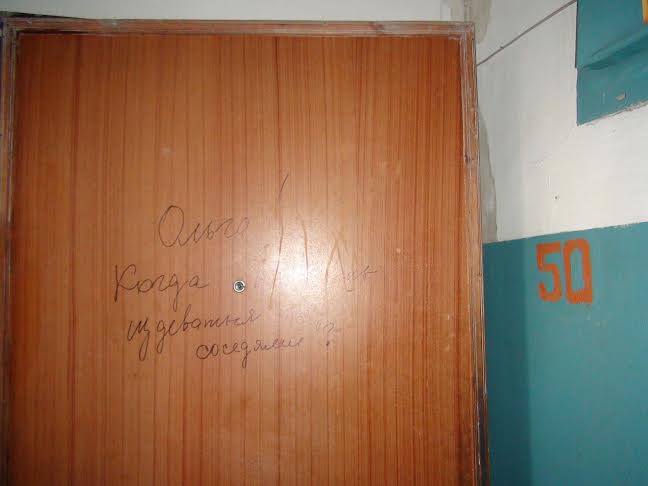 Ольга !!
Когда
издеваться
соседями ?
50